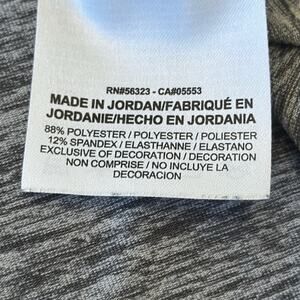 RN#56323 - CA#05553
MADE IN JORDAN/FABRIQUÉ EN
JORDANIE/HECHO EN JORDANIA
88% POLYESTER / POLYESTER / POLIESTER
12% SPANDEX / ELASTHANNE / ELASTANO
EXCLUSIVE OF DECORATION / DECORATION
NON COMPRISE / NO INCLUYE LA
DECORACION